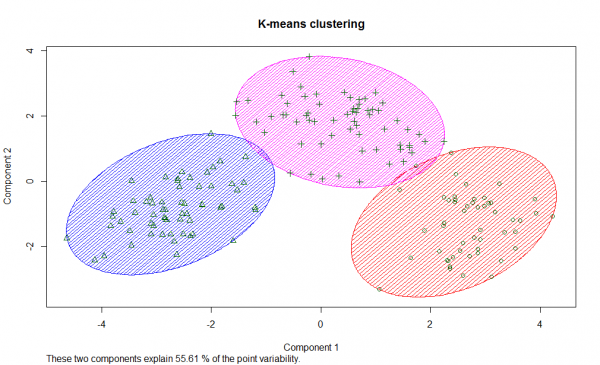 K-means clustering
4
2
0
-2
Component 2
-4
-2
0
2
4
Component 1
These two components explain 55.61 % of the point variability.